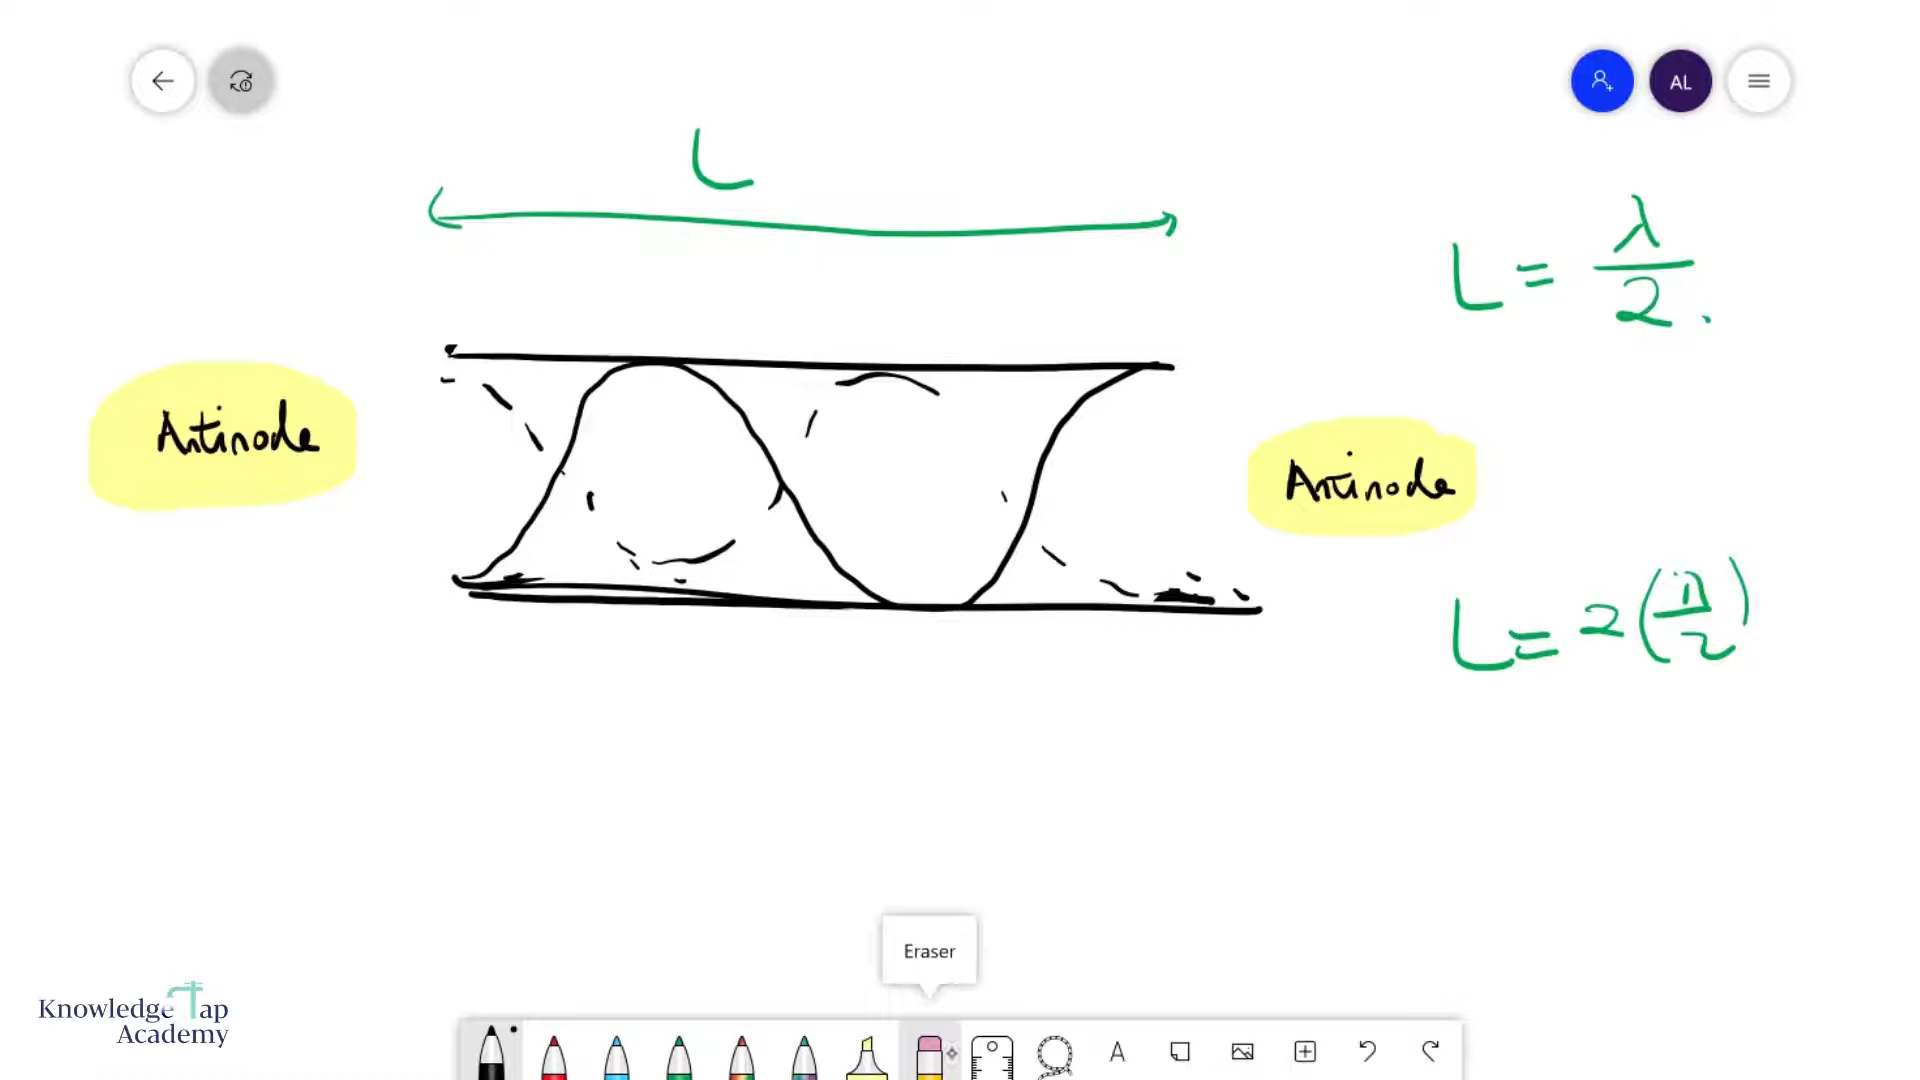 AL
L
L = λ/2.
Antinode
Antinode
L = 2(π/2)
Eraser
Knowledge Tap
Academy
A